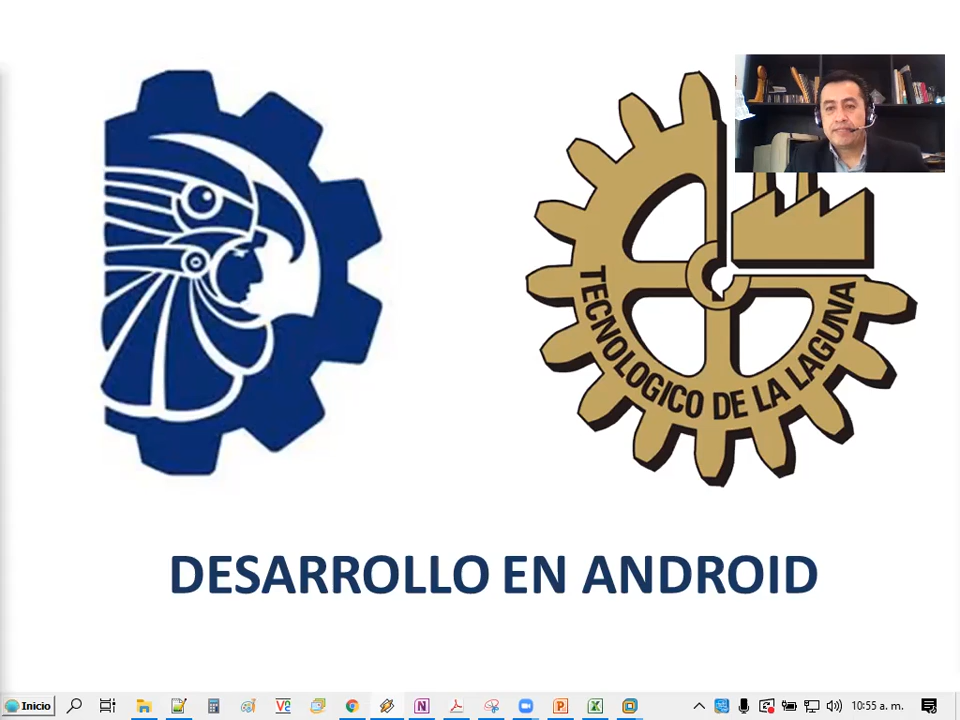 TECNOLOGICO DE LA LAGUNA
DESARROLLO EN ANDROID
Inicio
10:55 a. m.